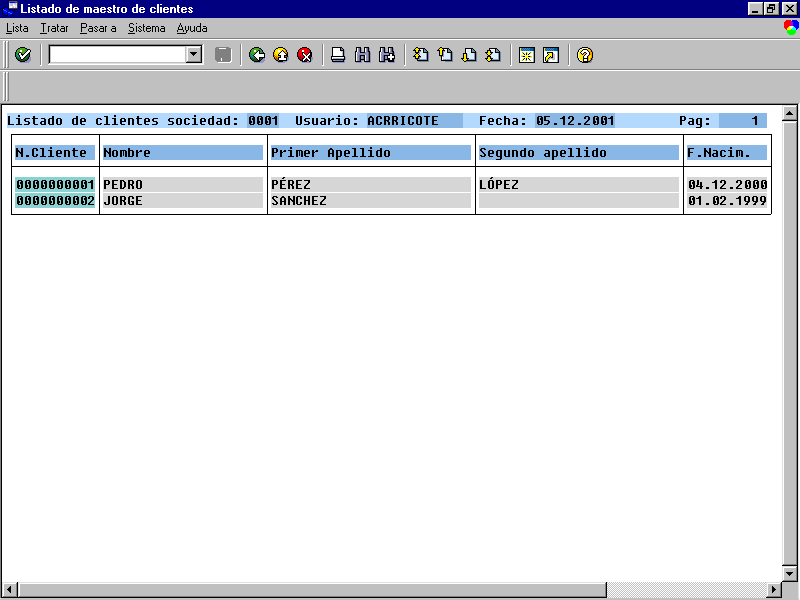 Listado de maestro de clientes
Lista Tratar Pasar a Sistema Ayuda
Listado de clientes sociedad: 0001 Usuario: ACRRICOTE Fecha: 05.12.2001 Pag: 1
N.Cliente Nombre Primer Apellido Segundo apellido F.Nacim.
0000000001 PEDRO PÉREZ LÓPEZ 04.12.2000
0000000002 JORGE SANCHEZ 01.02.1999